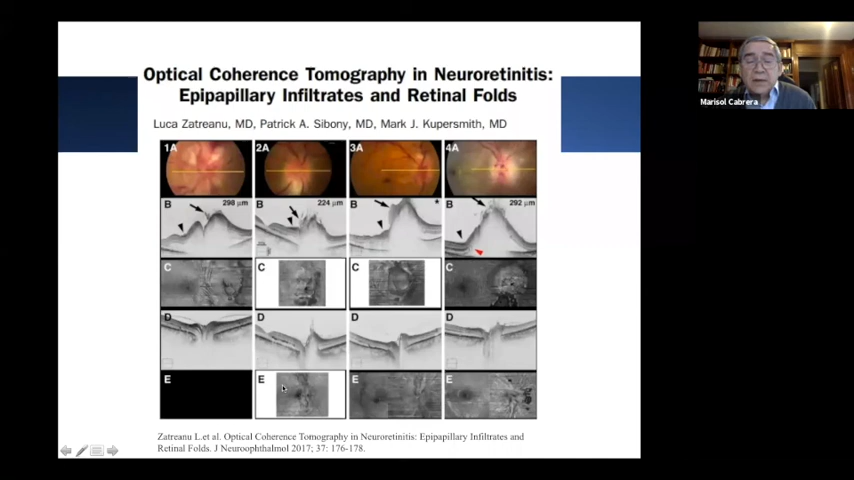 Optical Coherence Tomography in Neuroretinitis:
Epipapillary Infiltrates and Retinal Folds
Luca Zatreanu, MD, Patrick A. Sibony, MD, Mark J. Kupersmith, MD
1A 2A 3A 4A
B 298 μm B 224 μm B * B 292 μm
C C C C
D D D D
E E E E
Zatreanu L.et al. Optical Coherence Tomography in Neuroretinitis: Epipapillary Infiltrates and
Retinal Folds. J Neuroophthalmol 2017; 37: 176-178.
Marisol Cabrera